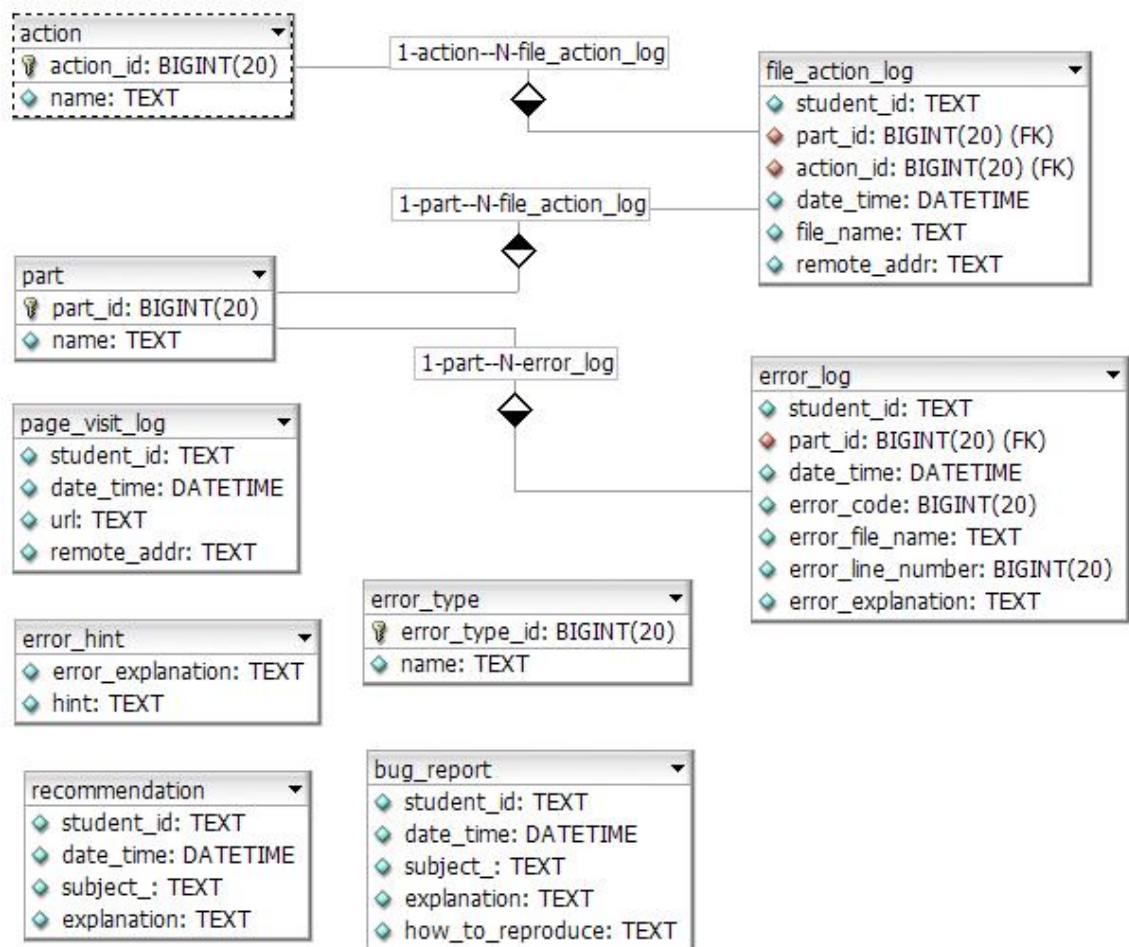 action
action_id: BIGINT(20)
name: TEXT
1-action--N-file_action_log
file_action_log
student_id: TEXT
part_id: BIGINT(20) (FK)
action_id: BIGINT(20) (FK)
date_time: DATETIME
file_name: TEXT
remote_addr: TEXT
1-part--N-file_action_log
part
part_id: BIGINT(20)
name: TEXT
1-part--N-error_log
error_log
student_id: TEXT
part_id: BIGINT(20) (FK)
date_time: DATETIME
error_code: BIGINT(20)
error_file_name: TEXT
error_line_number: BIGINT(20)
error_explanation: TEXT
page_visit_log
student_id: TEXT
date_time: DATETIME
url: TEXT
remote_addr: TEXT
error_type
error_type_id: BIGINT(20)
name: TEXT
error_hint
error_explanation: TEXT
hint: TEXT
recommendation
student_id: TEXT
date_time: DATETIME
subject_: TEXT
explanation: TEXT
bug_report
student_id: TEXT
date_time: DATETIME
subject_: TEXT
explanation: TEXT
how_to_reproduce: TEXT